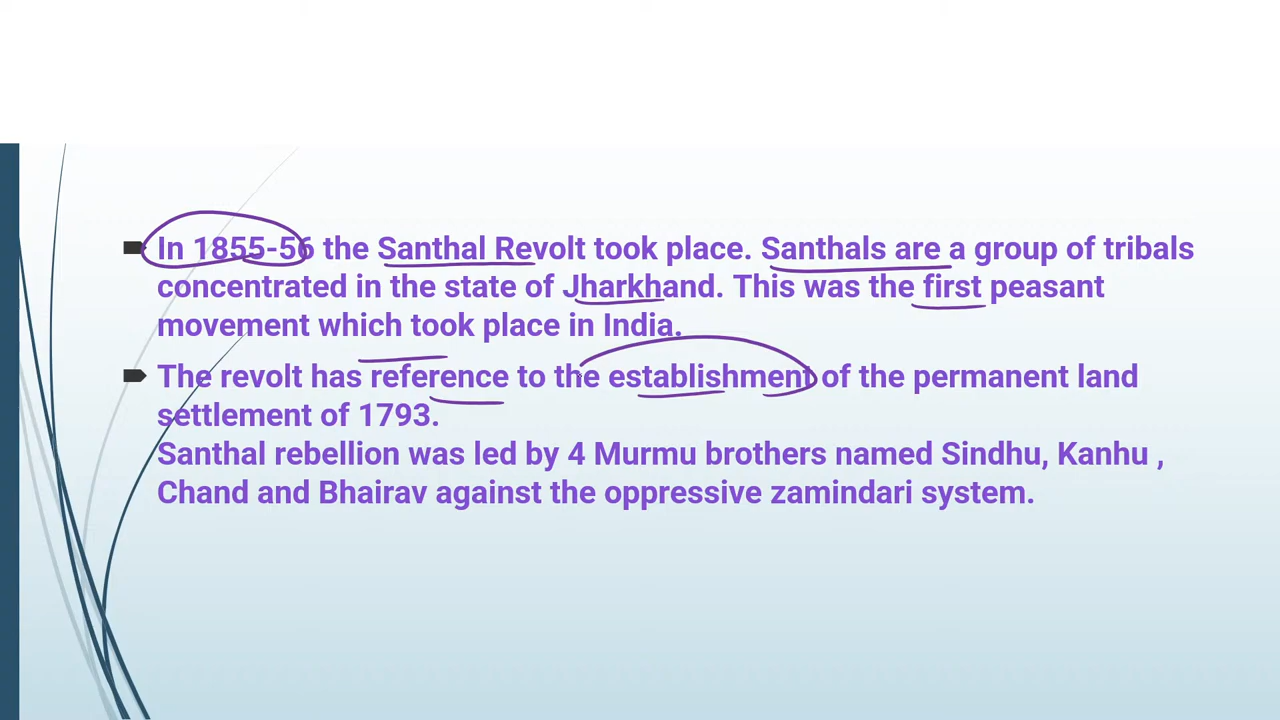 In 1855-56 the Santhal Revolt took place. Santhals are a group of tribals
concentrated in the state of Jharkhand. This was the first peasant
movement which took place in India.
The revolt has reference to the establishment of the permanent land
settlement of 1793.
Santhal rebellion was led by 4 Murmu brothers named Sindhu, Kanhu ,
Chand and Bhairav against the oppressive zamindari system.